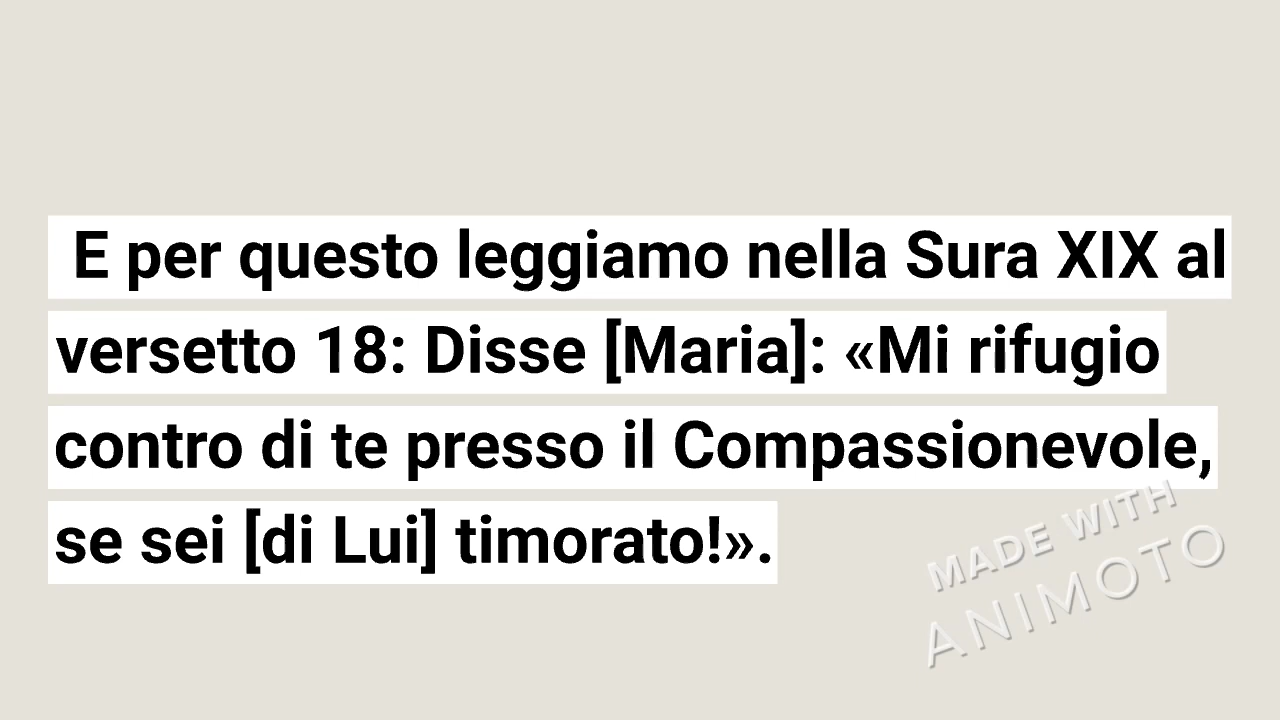 E per questo leggiamo nella Sura XIX al
versetto 18: Disse [Maria]: «Mi rifugio
contro di te presso il Compassionevole,
se sei [di Lui] timorato!».
MADE WITH
ANIMOTO